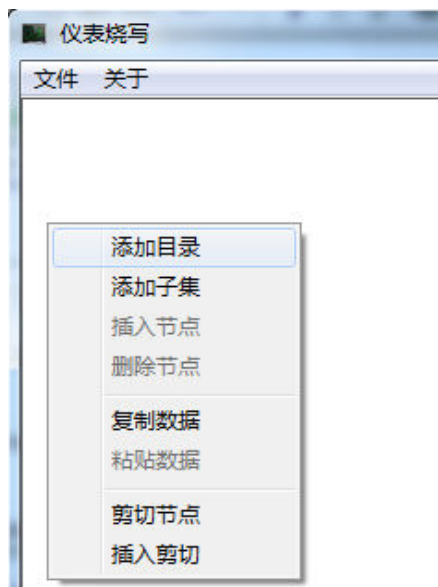 仪表烧写
文件 关于
添加目录
添加子集
插入节点
删除节点
复制数据
粘贴数据
剪切节点
插入剪切